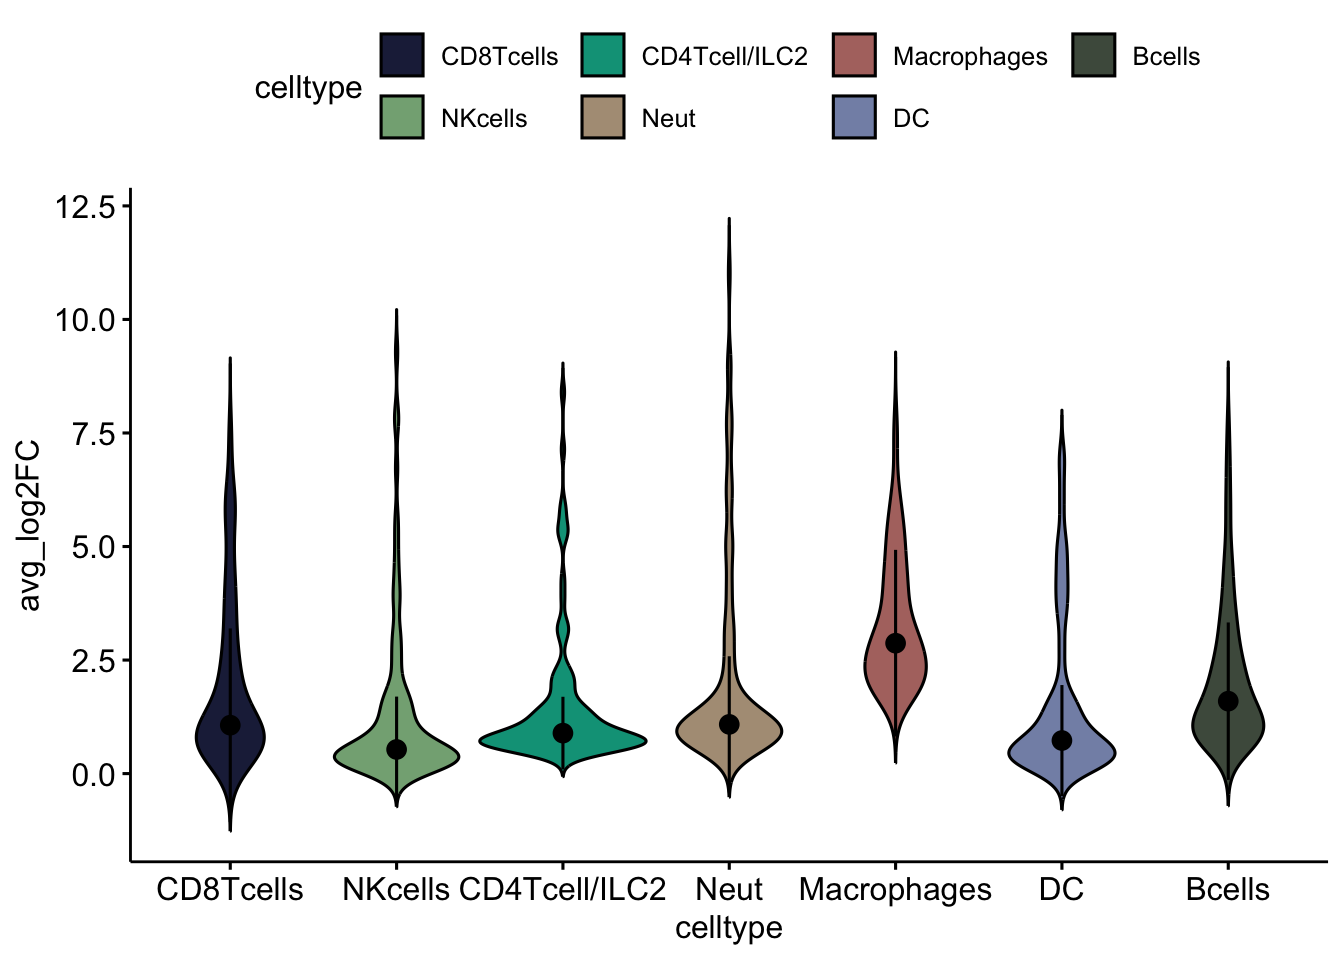 celltype
CD8Tcells CD4Tcell/ILC2 Macrophages Bcells
NKcells Neut DC
12.5
10.0
7.5
5.0
2.5
0.0
avg_log2FC
CD8Tcells NKcells CD4Tcell/ILC2 Neut Macrophages DC Bcells
celltype